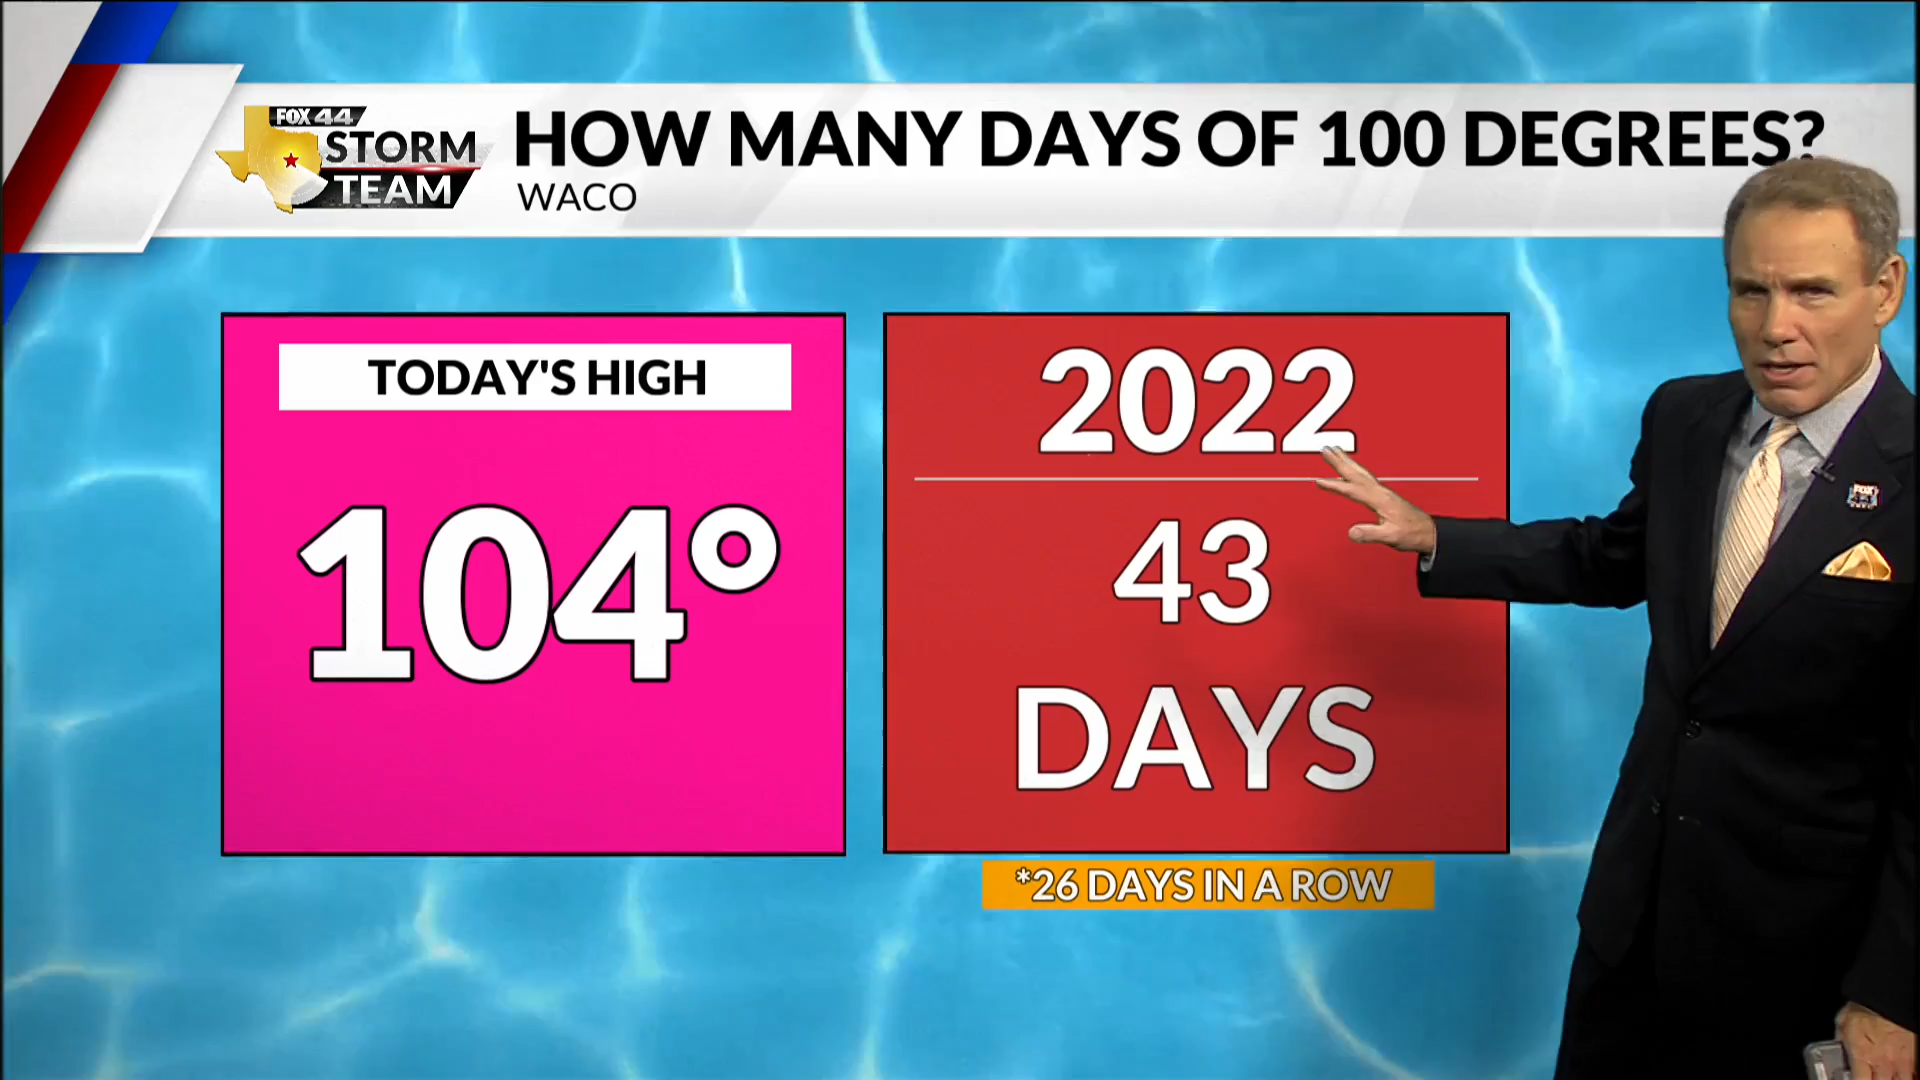 FOX 44
STORM
TEAM
HOW MANY DAYS OF 100 DEGREES?
WACO
TODAY'S HIGH
104°
2022
43
DAYS
*26 DAYS IN A ROW
FOX